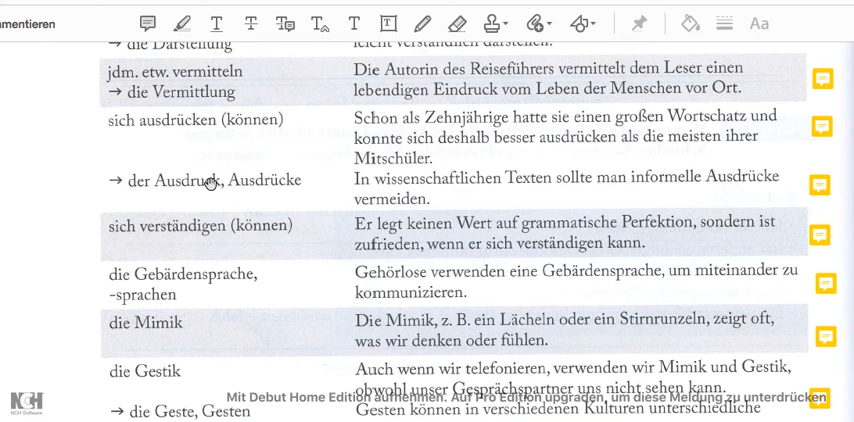 mmentieren
T T T T T T Aa
→ die Darstellung leicht verständlich darstellen.
jdm. etw. vermitteln Die Autorin des Reiseführers vermittelt dem Leser einen
→ die Vermittlung lebendigen Eindruck vom Leben der Menschen vor Ort.
sich ausdrücken (können) Schon als Zehnjährige hatte sie einen großen Wortschatz und
konnte sich deshalb besser ausdrücken als die meisten ihrer
Mitschüler.
→ der Ausdruck, Ausdrücke In wissenschaftlichen Texten sollte man informelle Ausdrücke
vermeiden.
sich verständigen (können) Er legt keinen Wert auf grammatische Perfektion, sondern ist
zufrieden, wenn er sich verständigen kann.
die Gebärdensprache, Gehörlose verwenden eine Gebärdensprache, um miteinander zu
-sprachen kommunizieren.
die Mimik Die Mimik, z. B. ein Lächeln oder ein Stirnrunzeln, zeigt oft,
was wir denken oder fühlen.
die Gestik Auch wenn wir telefonieren, verwenden wir Mimik und Gestik,
obwohl unser Gesprächspartner uns nicht sehen kann.
Mit Debut Home Edition aufnehmen. Auf Pro Edition upgraden, um diese Meldung zu unterdrücken
→ die Geste, Gesten Gesten können in verschiedenen Kulturen unterschiedliche
NCH
NCH Software